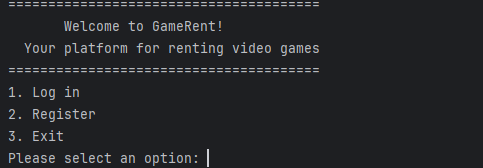 =======================================
Welcome to GameRent!
Your platform for renting video games
=======================================
1. Log in
2. Register
3. Exit
Please select an option: